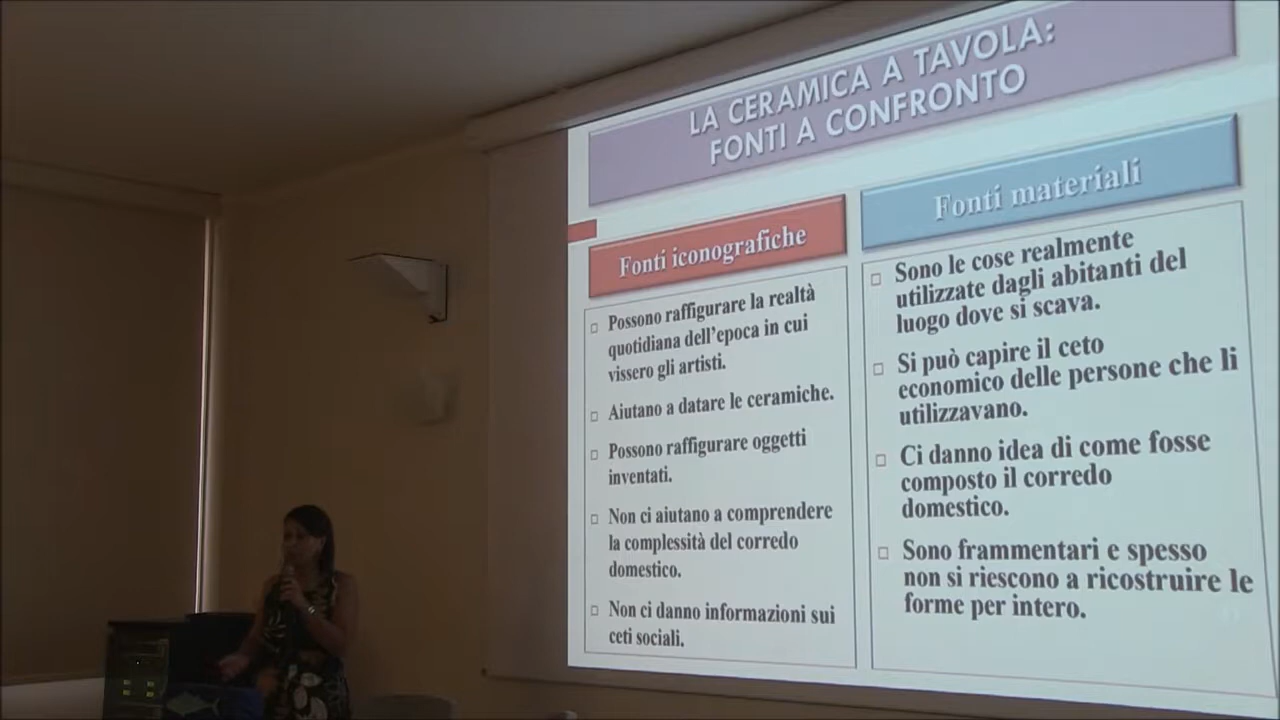 LA CERAMICA A TAVOLA:
FONTI A CONFRONTO
Fonti iconografiche
Possono raffigurare la realtà
quotidiana dell'epoca in cui
vissero gli artisti.
Aiutano a datare le ceramiche.
Possono raffigurare oggetti
inventati.
Non ci aiutano a comprendere
la complessità del corredo
domestico.
Non ci danno informazioni sui
ceti sociali.
Fonti materiali
Sono le cose realmente
utilizzate dagli abitanti del
luogo dove si scava.
Si può capire il ceto
economico delle persone che li
utilizzavano.
Ci danno idea di come fosse
composto il corredo
domestico.
Sono frammentari e spesso
non si riescono a ricostruire le
forme per intero.